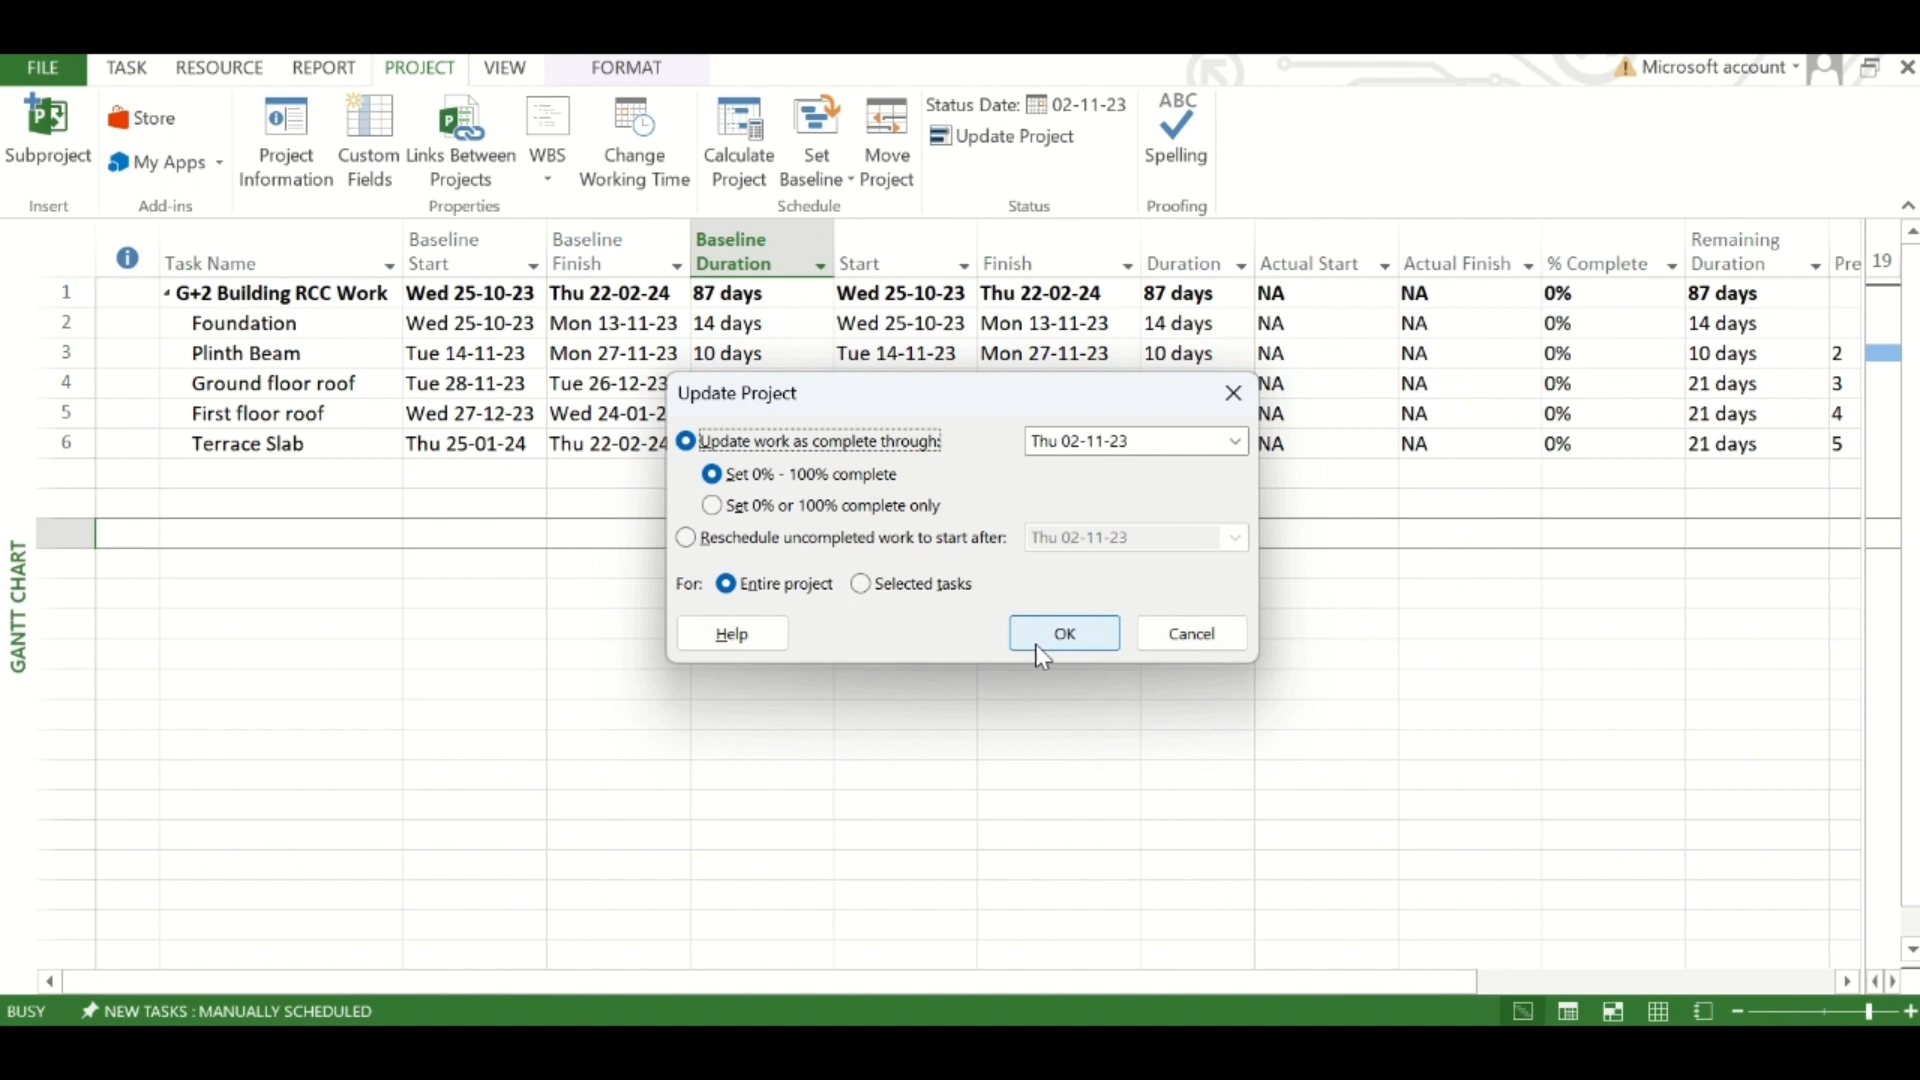 FILE TASK RESOURCE REPORT PROJECT VIEW FORMAT Microsoft account
Subproject
Store
My Apps
Project Information
Custom Fields
Links Between Projects
WBS
Change Working Time
Calculate Project
Set Baseline
Move Project
Status Date: 02-11-23
Update Project
ABC
Spelling
Insert Add-ins Properties Schedule Status Proofing
Task Name Baseline Start Baseline Finish Baseline Duration Start Finish Duration Actual Start Actual Finish % Complete Remaining Duration Pre 19
1 G+2 Building RCC Work Wed 25-10-23 Thu 22-02-24 87 days Wed 25-10-23 Thu 22-02-24 87 days NA NA 0% 87 days
2 Foundation Wed 25-10-23 Mon 13-11-23 14 days Wed 25-10-23 Mon 13-11-23 14 days NA NA 0% 14 days
3 Plinth Beam Tue 14-11-23 Mon 27-11-23 10 days Tue 14-11-23 Mon 27-11-23 10 days NA NA 0% 10 days 2
4 Ground floor roof Tue 28-11-23 Tue 26-12-23 NA NA 0% 21 days 3
5 First floor roof Wed 27-12-23 Wed 24-01-2 NA NA 0% 21 days 4
6 Terrace Slab Thu 25-01-24 Thu 22-02-24 NA NA 0% 21 days 5
Update Project
Update work as complete through: Thu 02-11-23
Set 0% - 100% complete
Set 0% or 100% complete only
Reschedule uncompleted work to start after: Thu 02-11-23
For: Entire project Selected tasks
Help OK Cancel
GANTT CHART
BUSY NEW TASKS : MANUALLY SCHEDULED